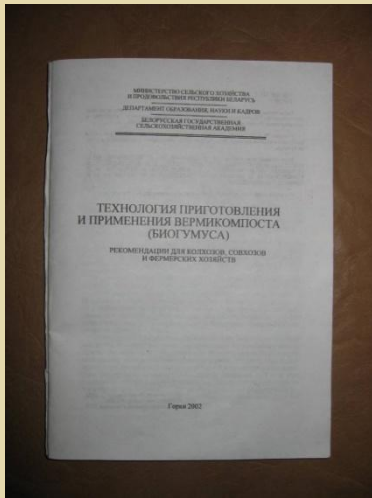 МИНИСТЕРСТВО СЕЛЬСКОГО ХОЗЯЙСТВА
И ПРОДОВОЛЬСТВИЯ РЕСПУБЛИКИ БЕЛАРУСЬ
ДЕПАРТАМЕНТ ОБРАЗОВАНИЯ, НАУКИ И КАДРОВ
БЕЛОРУССКАЯ ГОСУДАРСТВЕННАЯ
СЕЛЬСКОХОЗЯЙСТВЕННАЯ АКАДЕМИЯ
ТЕХНОЛОГИЯ ПРИГОТОВЛЕНИЯ
И ПРИМЕНЕНИЯ ВЕРМИКОМПОСТА
(БИОГУМУСА)
РЕКОМЕНДАЦИИ ДЛЯ КОЛХОЗОВ, СОВХОЗОВ
И ФЕРМЕРСКИХ ХОЗЯЙСТВ
Горки 2002